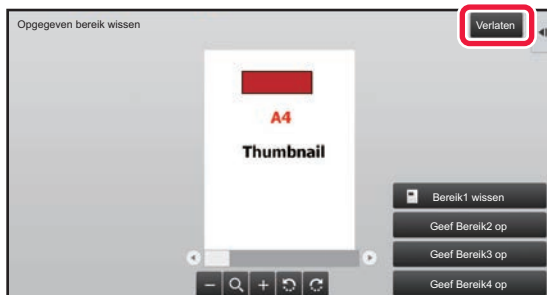 Opgegeven bereik wissen
Verlaten
A4
Thumbnail
Bereik1 wissen
Geef Bereik2 op
Geef Bereik3 op
Geef Bereik4 op